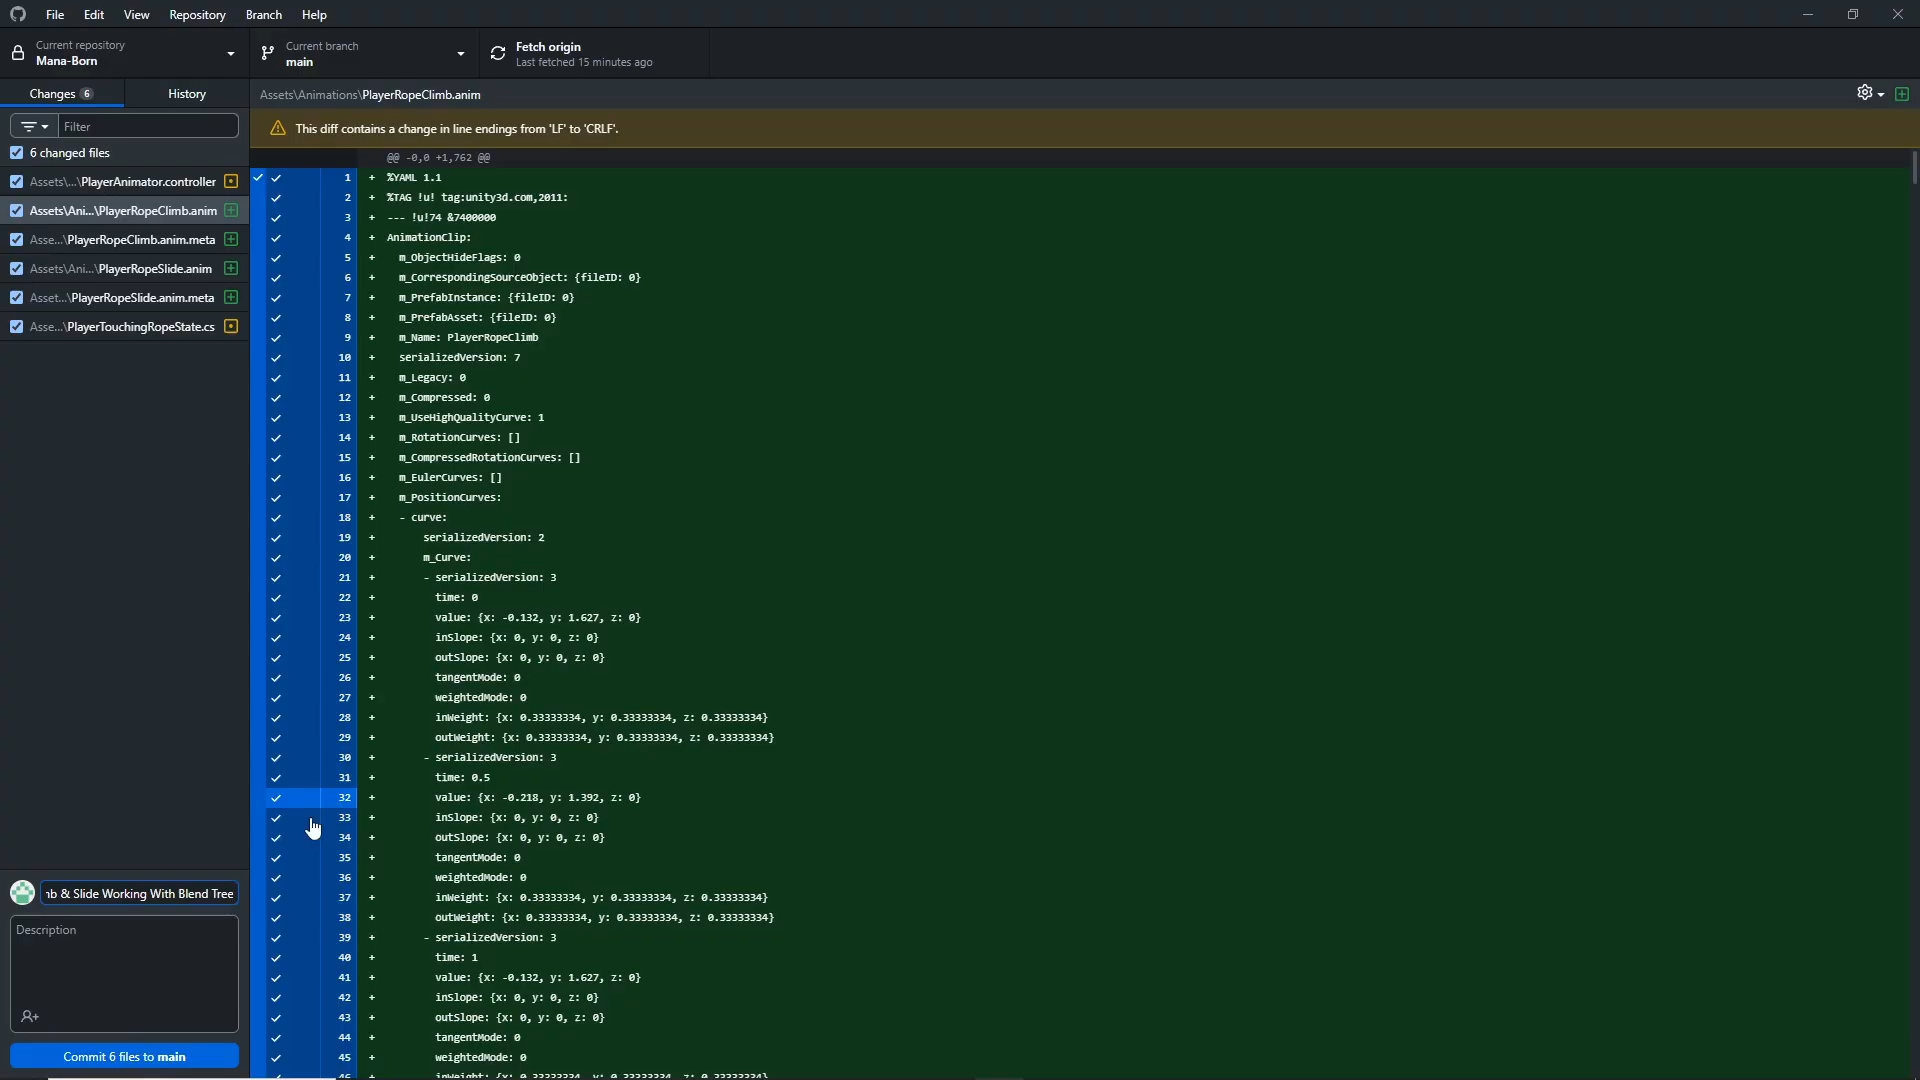 File Edit View Repository Branch Help
Current repository
Mana-Born
Current branch
main
Fetch origin
Last fetched 15 minutes ago
Changes 6 History
Filter
6 changed files
Assets\...\PlayerAnimator.controller
Assets\Ani...\PlayerRopeClimb.anim
Asse...\PlayerRopeClimb.anim.meta
Assets\Ani...\PlayerRopeSlide.anim
Asset...\PlayerRopeSlide.anim.meta
Asse...\PlayerTouchingRopeState.cs
& Slide Working With Blend Tree
Description
Commit 6 files to main
Assets\Animations\PlayerRopeClimb.anim
This diff contains a change in line endings from 'LF' to 'CRLF'.
@@ -0,0 +1,762 @@
1 + %YAML 1.1
2 + %TAG !u! tag:unity3d.com,2011:
3 + --- !u!74 &7400000
4 + AnimationClip:
5 + m_ObjectHideFlags: 0
6 + m_CorrespondingSourceObject: {fileID: 0}
7 + m_PrefabInstance: {fileID: 0}
8 + m_PrefabAsset: {fileID: 0}
9 + m_Name: PlayerRopeClimb
10 + serializedVersion: 7
11 + m_Legacy: 0
12 + m_Compressed: 0
13 + m_UseHighQualityCurve: 1
14 + m_RotationCurves: []
15 + m_CompressedRotationCurves: []
16 + m_EulerCurves: []
17 + m_PositionCurves:
18 + - curve:
19 + serializedVersion: 2
20 + m_Curve:
21 + - serializedVersion: 3
22 + time: 0
23 + value: {x: -0.132, y: 1.627, z: 0}
24 + inSlope: {x: 0, y: 0, z: 0}
25 + outSlope: {x: 0, y: 0, z: 0}
26 + tangentMode: 0
27 + weightedMode: 0
28 + inWeight: {x: 0.33333334, y: 0.33333334, z: 0.33333334}
29 + outWeight: {x: 0.33333334, y: 0.33333334, z: 0.33333334}
30 + - serializedVersion: 3
31 + time: 0.5
32 + value: {x: -0.218, y: 1.392, z: 0}
33 + inSlope: {x: 0, y: 0, z: 0}
34 + outSlope: {x: 0, y: 0, z: 0}
35 + tangentMode: 0
36 + weightedMode: 0
37 + inWeight: {x: 0.33333334, y: 0.33333334, z: 0.33333334}
38 + outWeight: {x: 0.33333334, y: 0.33333334, z: 0.33333334}
39 + - serializedVersion: 3
40 + time: 1
41 + value: {x: -0.132, y: 1.627, z: 0}
42 + inSlope: {x: 0, y: 0, z: 0}
43 + outSlope: {x: 0, y: 0, z: 0}
44 + tangentMode: 0
45 + weightedMode: 0